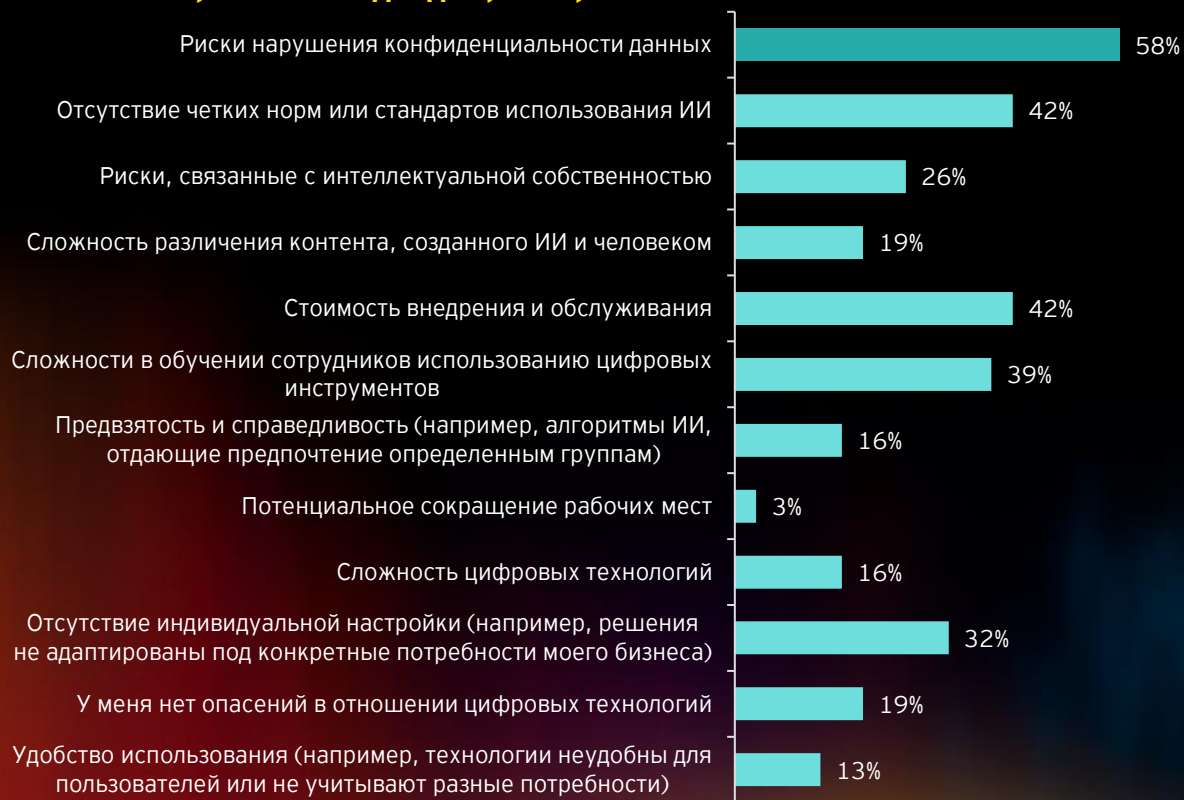 Риски нарушения конфиденциальности данных 58%
Отсутствие четких норм или стандартов использования ИИ 42%
Риски, связанные с интеллектуальной собственностью 26%
Сложность различения контента, созданного ИИ и человеком 19%
Стоимость внедрения и обслуживания 42%
Сложности в обучении сотрудников использованию цифровых
инструментов 39%
Предвзятость и справедливость (например, алгоритмы ИИ,
отдающие предпочтение определенным группам) 16%
Потенциальное сокращение рабочих мест 3%
Сложность цифровых технологий 16%
Отсутствие индивидуальной настройки (например, решения
не адаптированы под конкретные потребности моего бизнеса) 32%
У меня нет опасений в отношении цифровых технологий 19%
Удобство использования (например, технологии неудобны для
пользователей или не учитывают разные потребности) 13%